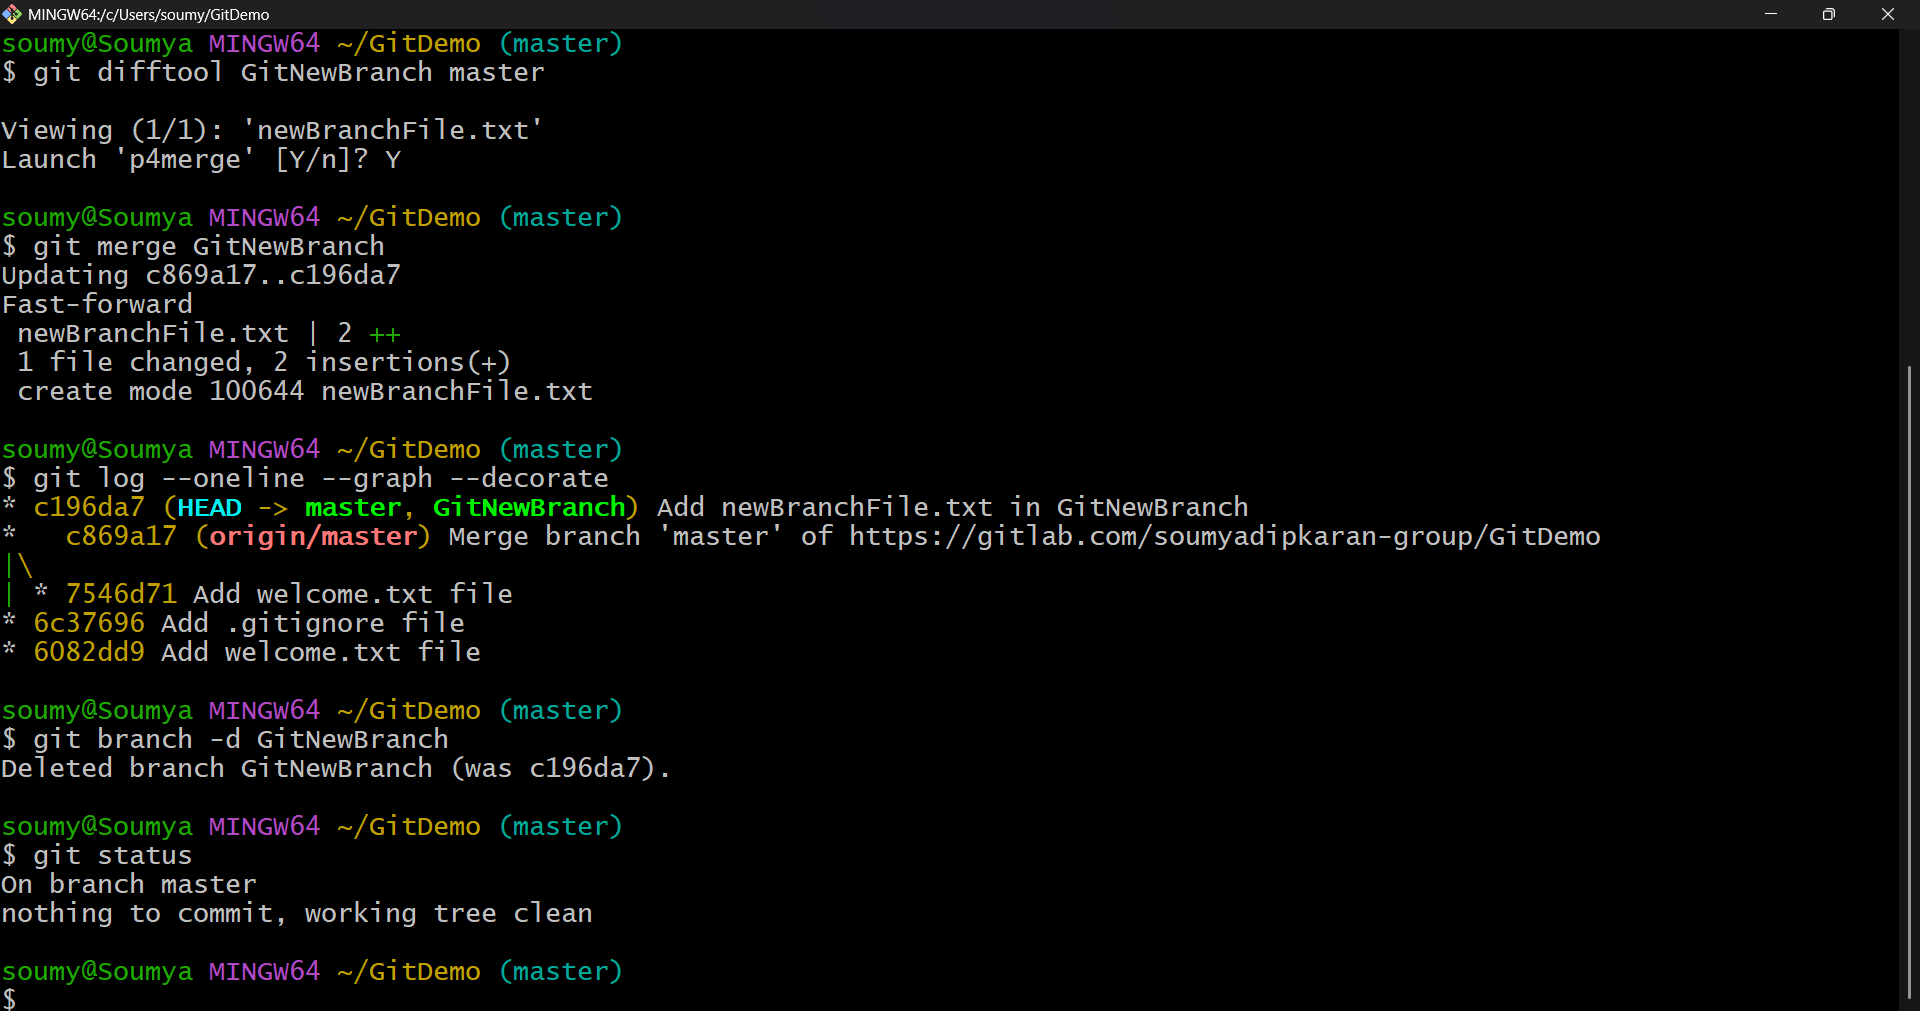 MINGW64:/c/Users/soumy/GitDemo
soumy@Soumya MINGW64 ~/GitDemo (master)
$ git difftool GitNewBranch master

Viewing (1/1): 'newBranchFile.txt'
Launch 'p4merge' [Y/n]? Y

soumy@Soumya MINGW64 ~/GitDemo (master)
$ git merge GitNewBranch
Updating c869a17..c196da7
Fast-forward
 newBranchFile.txt | 2 ++
 1 file changed, 2 insertions(+)
 create mode 100644 newBranchFile.txt

soumy@Soumya MINGW64 ~/GitDemo (master)
$ git log --oneline --graph --decorate
* c196da7 (HEAD -> master, GitNewBranch) Add newBranchFile.txt in GitNewBranch
*   c869a17 (origin/master) Merge branch 'master' of https://gitlab.com/soumyadipkaran-group/GitDemo
|\
| * 7546d71 Add welcome.txt file
* 6c37696 Add .gitignore file
* 6082dd9 Add welcome.txt file

soumy@Soumya MINGW64 ~/GitDemo (master)
$ git branch -d GitNewBranch
Deleted branch GitNewBranch (was c196da7).

soumy@Soumya MINGW64 ~/GitDemo (master)
$ git status
On branch master
nothing to commit, working tree clean

soumy@Soumya MINGW64 ~/GitDemo (master)
$